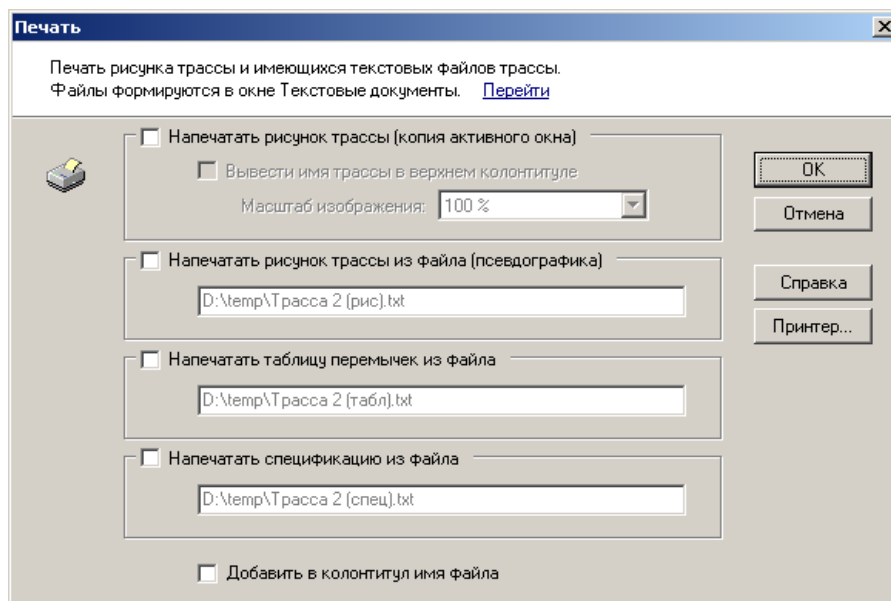 Печать
Печать рисунка трассы и имеющихся текстовых файлов трассы.
Файлы формируются в окне Текстовые документы. Перейти
Напечатать рисунок трассы (копия активного окна)
Вывести имя трассы в верхнем колонтитуле
Масштаб изображения: 100 %
Напечатать рисунок трассы из файла (псевдографика)
D:\temp\Трасса 2 (рис).txt
Напечатать таблицу перемычек из файла
D:\temp\Трасса 2 (табл).txt
Напечатать спецификацию из файла
D:\temp\Трасса 2 (спец).txt
Добавить в колонтитул имя файла
OK
Отмена
Справка
Принтер...